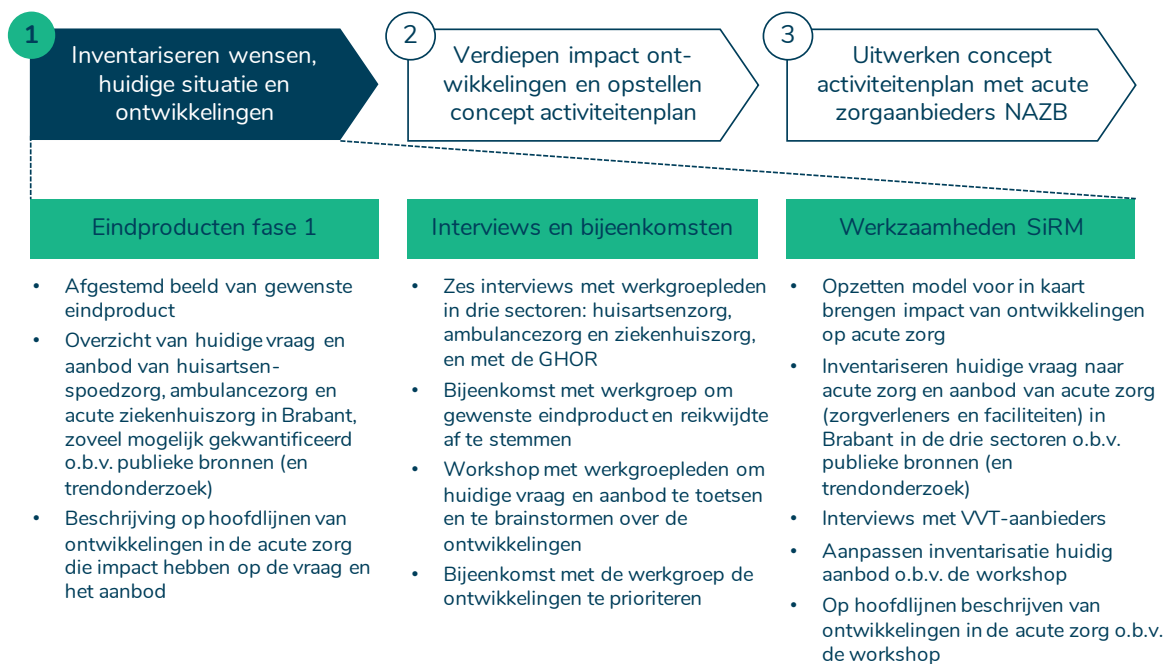 1
Inventariseren wensen,
huidige situatie en
ontwikkelingen
2
Verdiepen impact ont-
wikkelingen en opstellen
concept activiteitenplan
3
Uitwerken concept
activiteitenplan met acute
zorgaanbieders NAZB
Eindproducten fase 1
• Afgestemd beeld van gewenste
eindproduct
• Overzicht van huidige vraag en
aanbod van huisartsen-
spoedzorg, ambulancezorg en
acute ziekenhuiszorg in Brabant,
zoveel mogelijk gekwantificeerd
o.b.v. publieke bronnen (en
trendonderzoek)
• Beschrijving op hoofdlijnen van
ontwikkelingen in de acute zorg
die impact hebben op de vraag en
het aanbod
Interviews en bijeenkomsten
• Zes interviews met werkgroepleden
in drie sectoren: huisartsenzorg,
ambulancezorg en ziekenhuiszorg,
en met de GHOR
• Bijeenkomst met werkgroep om
gewenste eindproduct en reikwijdte
af te stemmen
• Workshop met werkgroepleden om
huidige vraag en aanbod te toetsen
en te brainstormen over de
ontwikkelingen
• Bijeenkomst met de werkgroep de
ontwikkelingen te prioriteren
Werkzaamheden SiRM
• Opzetten model voor in kaart
brengen impact van ontwikkelingen
op acute zorg
• Inventariseren huidige vraag naar
acute zorg en aanbod van acute zorg
(zorgverleners en faciliteiten) in
Brabant in de drie sectoren o.b.v.
publieke bronnen (en
trendonderzoek)
• Interviews met VVT-aanbieders
• Aanpassen inventarisatie huidig
aanbod o.b.v. de workshop
• Op hoofdlijnen beschrijven van
ontwikkelingen in de acute zorg o.b.v.
de workshop